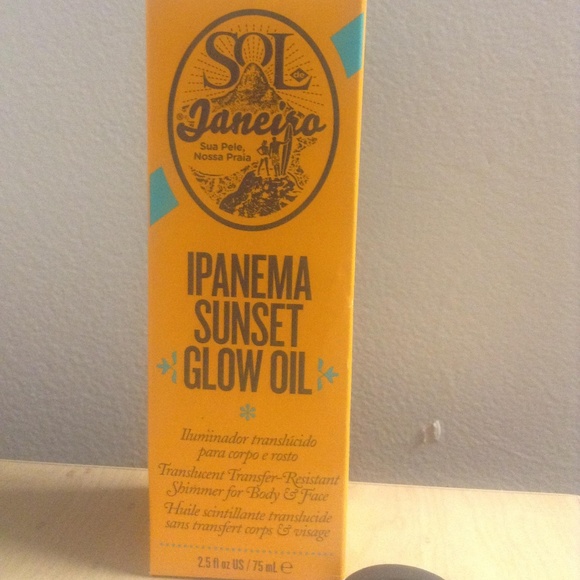 SOL de
Janeiro
Sua Pele,
Nossa Praia
IPANEMA
SUNSET
GLOW OIL
Iluminador translúcido
para corpo e rosto
Translucent Transfer-Resistant
Shimmer for Body & Face
Huile scintillante translucide
sans transfert corps & visage
2.5 fl oz US / 75 mL ℮